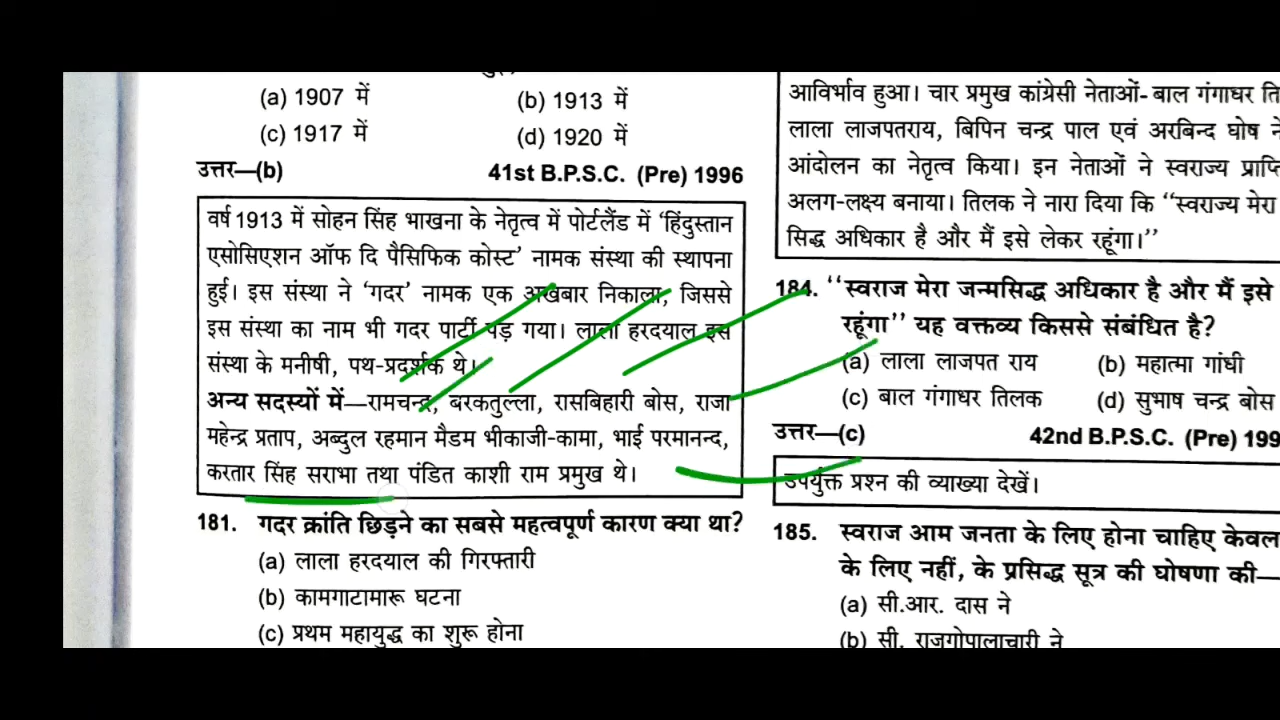 (a) 1907 में (b) 1913 में
(c) 1917 में (d) 1920 में
उत्तर—(b) 41st B.P.S.C. (Pre) 1996
वर्ष 1913 में सोहन सिंह भाखना के नेतृत्व में पोर्टलैंड में 'हिंदुस्तान
एसोसिएशन ऑफ दि पैसिफिक कोस्ट' नामक संस्था की स्थापना
हुई। इस संस्था ने 'गदर' नामक एक अखबार निकाला, जिससे
इस संस्था का नाम भी गदर पार्टी पड़ गया। लाला हरदयाल इस
संस्था के मनीषी, पथ-प्रदर्शक थे।
अन्य सदस्यों में—रामचन्द्र, बरकतुल्ला, रासबिहारी बोस, राजा
महेन्द्र प्रताप, अब्दुल रहमान मैडम भीकाजी-कामा, भाई परमानन्द,
करतार सिंह सराभा तथा पंडित काशी राम प्रमुख थे।
181. गदर क्रांति छिड़ने का सबसे महत्वपूर्ण कारण क्या था?
(a) लाला हरदयाल की गिरफ्तारी
(b) कामागाटामारू घटना
(c) प्रथम महायुद्ध का शुरू होना
आविर्भाव हुआ। चार प्रमुख कांग्रेसी नेताओं- बाल गंगाधर
लाला लाजपतराय, बिपिन चन्द्र पाल एवं अरबिन्द घोष ने
आंदोलन का नेतृत्व किया। इन नेताओं ने स्वराज्य
अलग-लक्ष्य बनाया। तिलक ने नारा दिया कि "स्वराज्य मेरा
सिद्ध अधिकार है और मैं इसे लेकर रहूंगा।"
184. "स्वराज मेरा जन्मसिद्ध अधिकार है और मैं इसे
रहूंगा" यह वक्तव्य किससे संबंधित है?
(a) लाला लाजपत राय (b) महात्मा गांधी
(c) बाल गंगाधर तिलक (d) सुभाष चन्द्र बोस
उत्तर—(c) 42nd B.P.S.C. (Pre) 199
उपर्युक्त प्रश्न की व्याख्या देखें।
185. स्वराज आम जनता के लिए होना चाहिए केवल
के लिए नहीं, के प्रसिद्ध सूत्र की घोषणा की—
(a) सी.आर. दास ने
(b) सी. राजगोपालाचारी ने